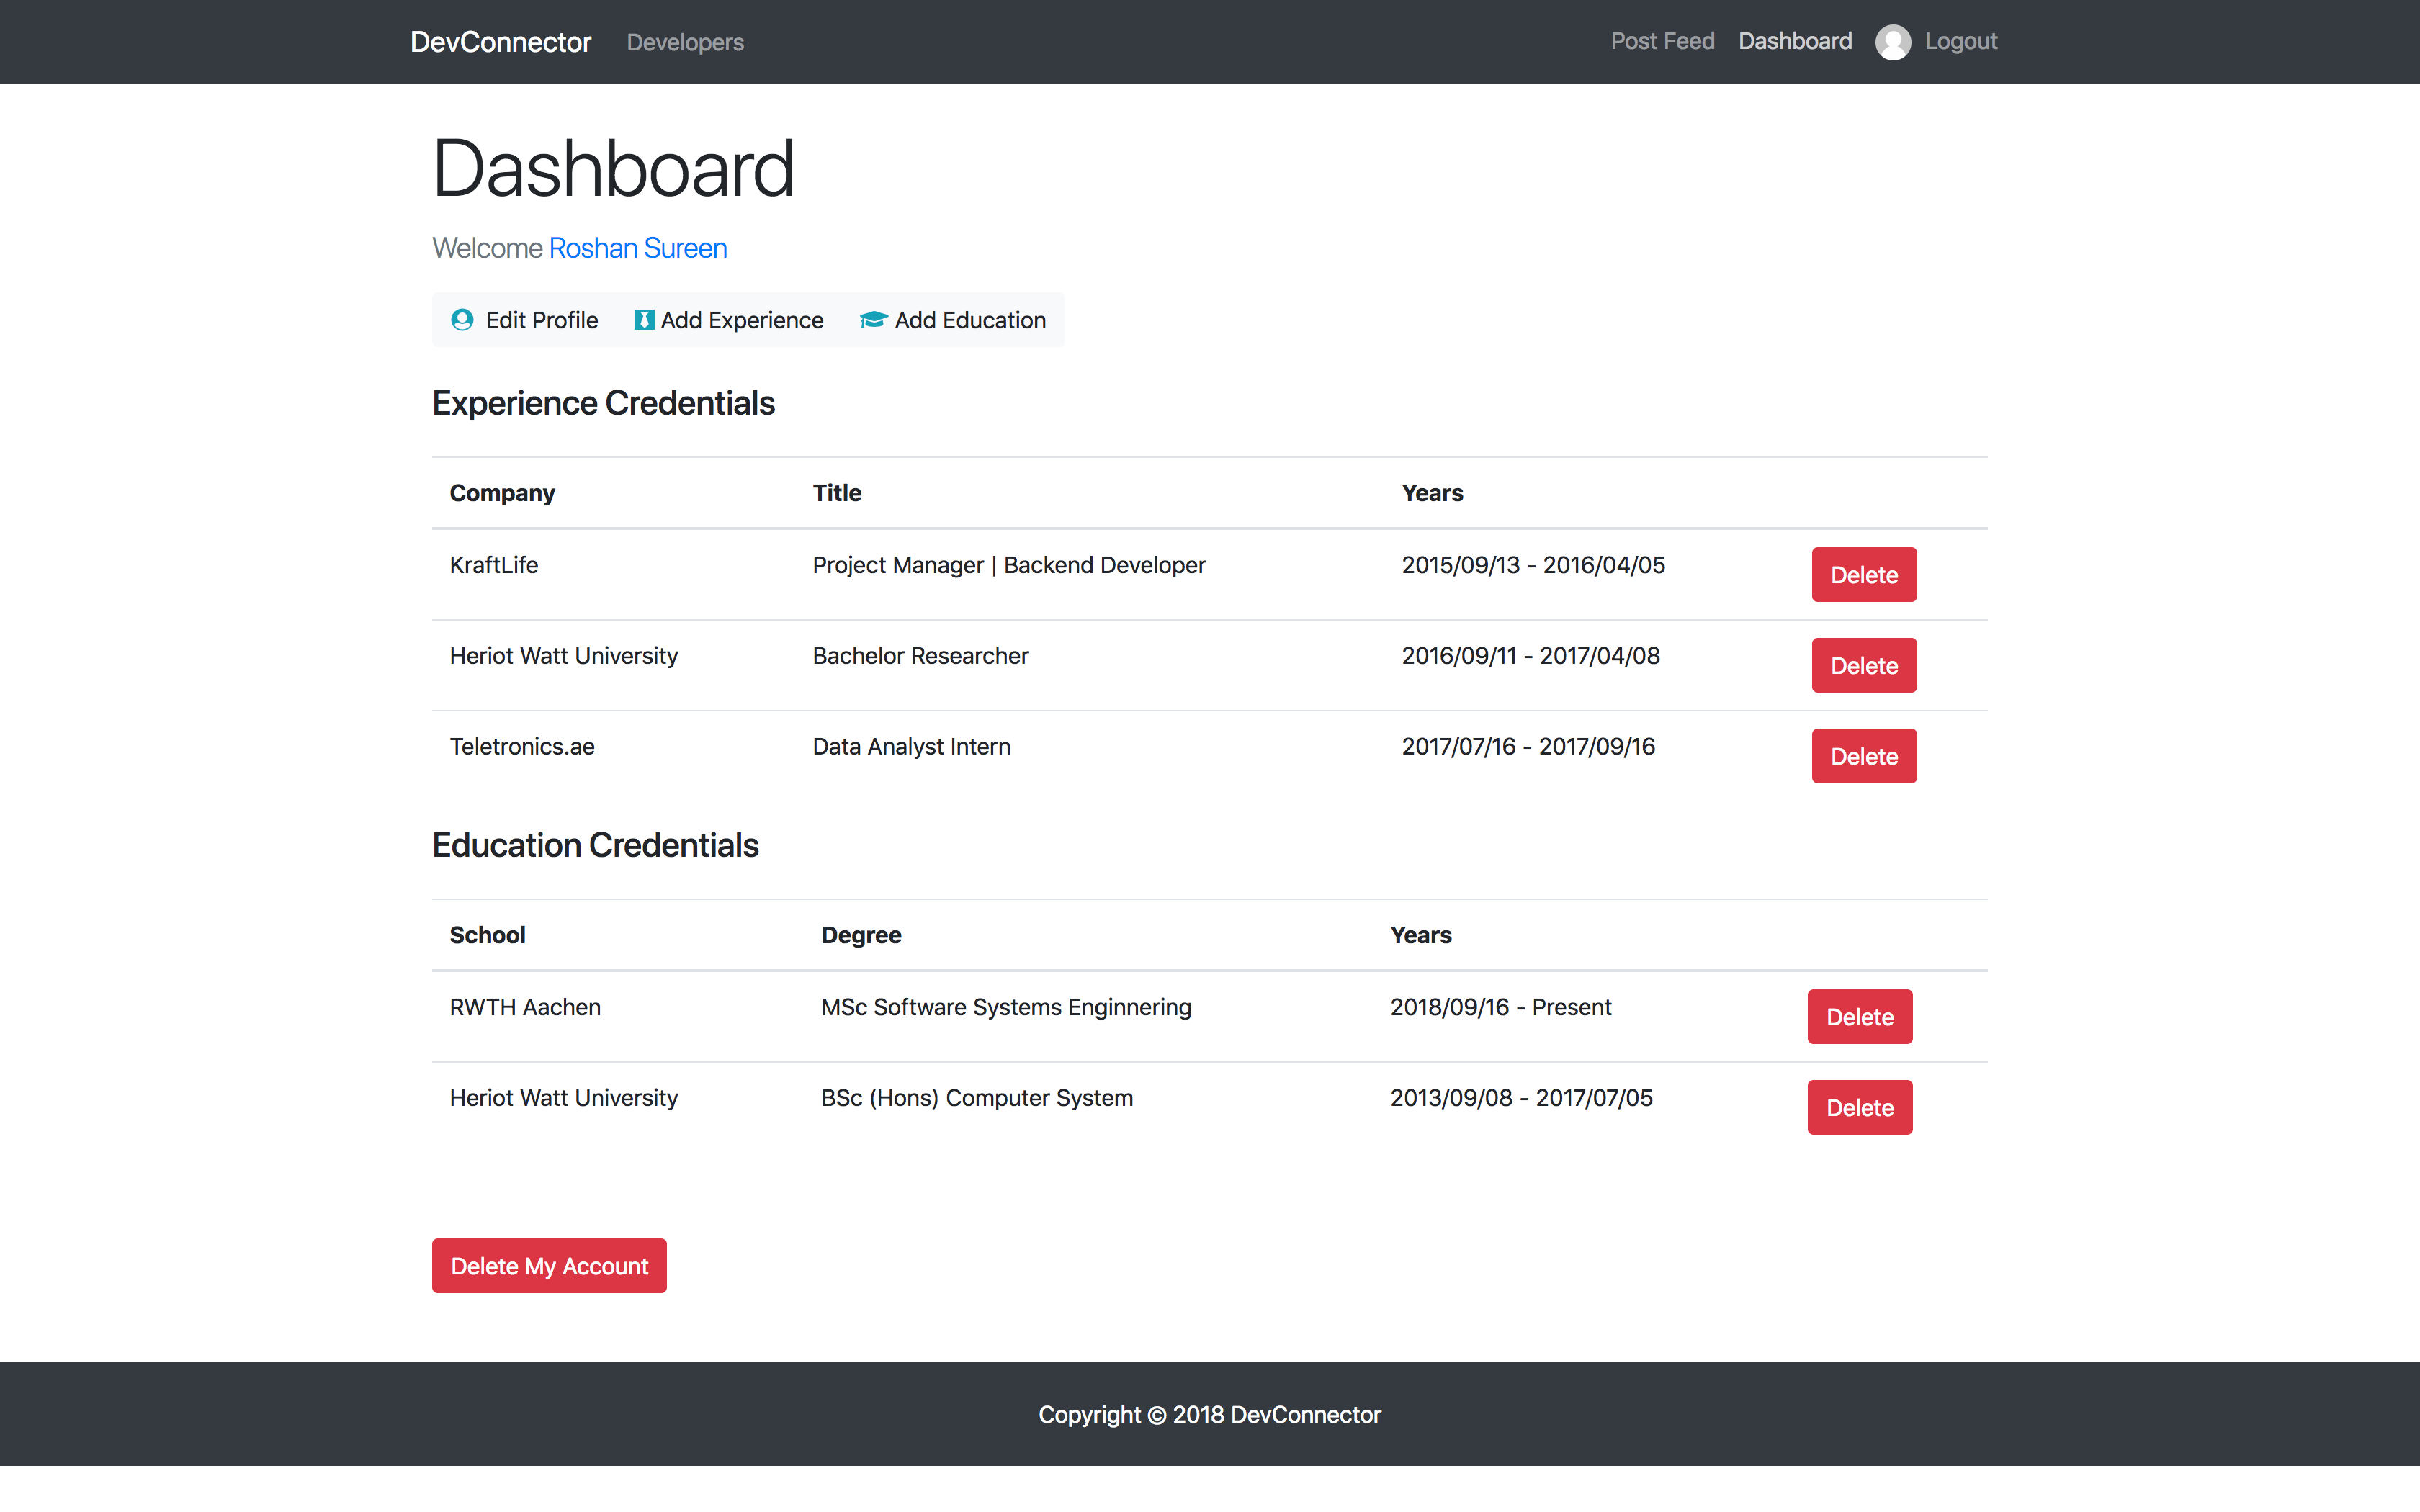 DevConnector Developers Post Feed Dashboard Logout
Dashboard
Welcome Roshan Sureen
Edit Profile Add Experience Add Education
Experience Credentials
Company Title Years
KraftLife Project Manager | Backend Developer 2015/09/13 - 2016/04/05 Delete
Heriot Watt University Bachelor Researcher 2016/09/11 - 2017/04/08 Delete
Teletronics.ae Data Analyst Intern 2017/07/16 - 2017/09/16 Delete
Education Credentials
School Degree Years
RWTH Aachen MSc Software Systems Enginnering 2018/09/16 - Present Delete
Heriot Watt University BSc (Hons) Computer System 2013/09/08 - 2017/07/05 Delete
Delete My Account
Copyright © 2018 DevConnector